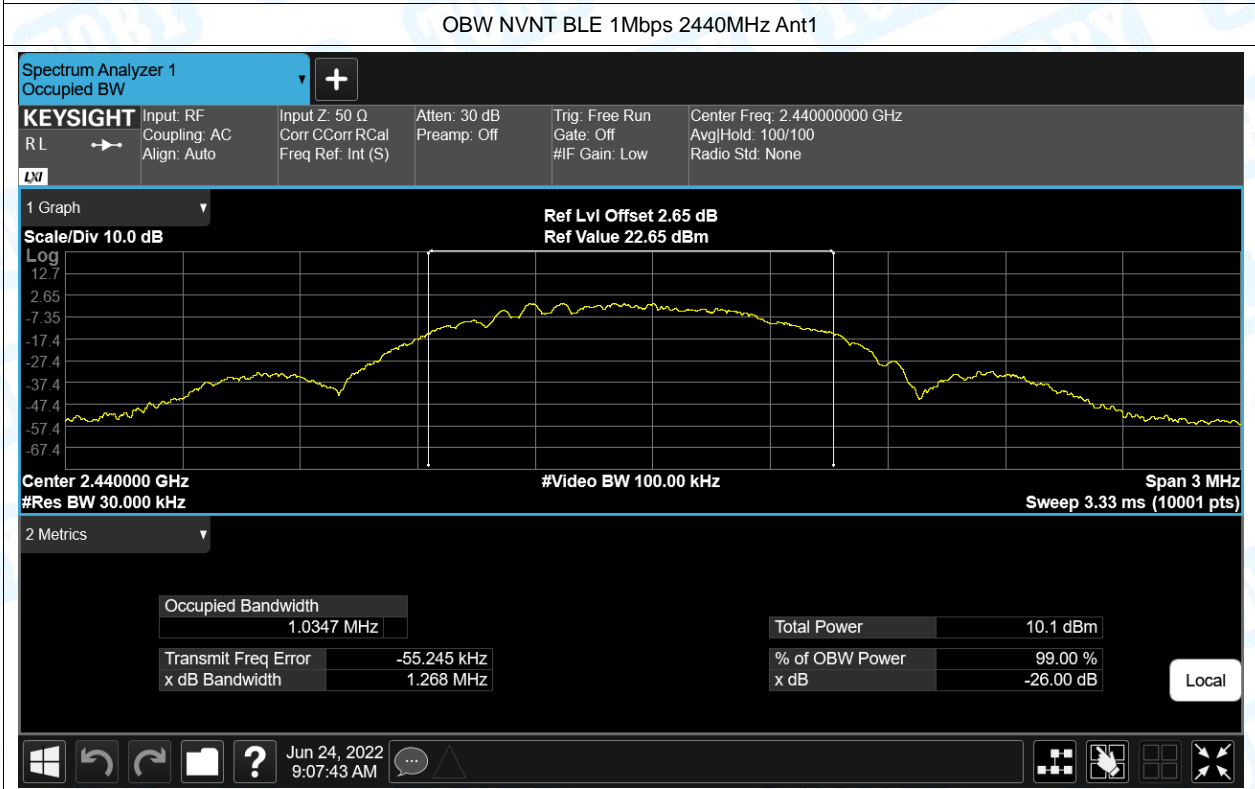 OBW NVNT BLE 1Mbps 2440MHz Ant1
Spectrum Analyzer 1
Occupied BW
KEYSIGHT
RL
LXI
Input: RF
Coupling: AC
Align: Auto
Input Z: 50 Ω
Corr CCorr RCal
Freq Ref: Int (S)
Atten: 30 dB
Preamp: Off
Trig: Free Run
Gate: Off
#IF Gain: Low
Center Freq: 2.440000000 GHz
Avg|Hold: 100/100
Radio Std: None
1 Graph
Scale/Div 10.0 dB
Ref Lvl Offset 2.65 dB
Ref Value 22.65 dBm
Log
12.7
2.65
-7.35
-17.4
-27.4
-37.4
-47.4
-57.4
-67.4
Center 2.440000 GHz
#Res BW 30.000 kHz
#Video BW 100.00 kHz
Span 3 MHz
Sweep 3.33 ms (10001 pts)
2 Metrics
Occupied Bandwidth
1.0347 MHz
Transmit Freq Error -55.245 kHz
x dB Bandwidth 1.268 MHz
Total Power 10.1 dBm
% of OBW Power 99.00 %
x dB -26.00 dB
Local
?
Jun 24, 2022
9:07:43 AM